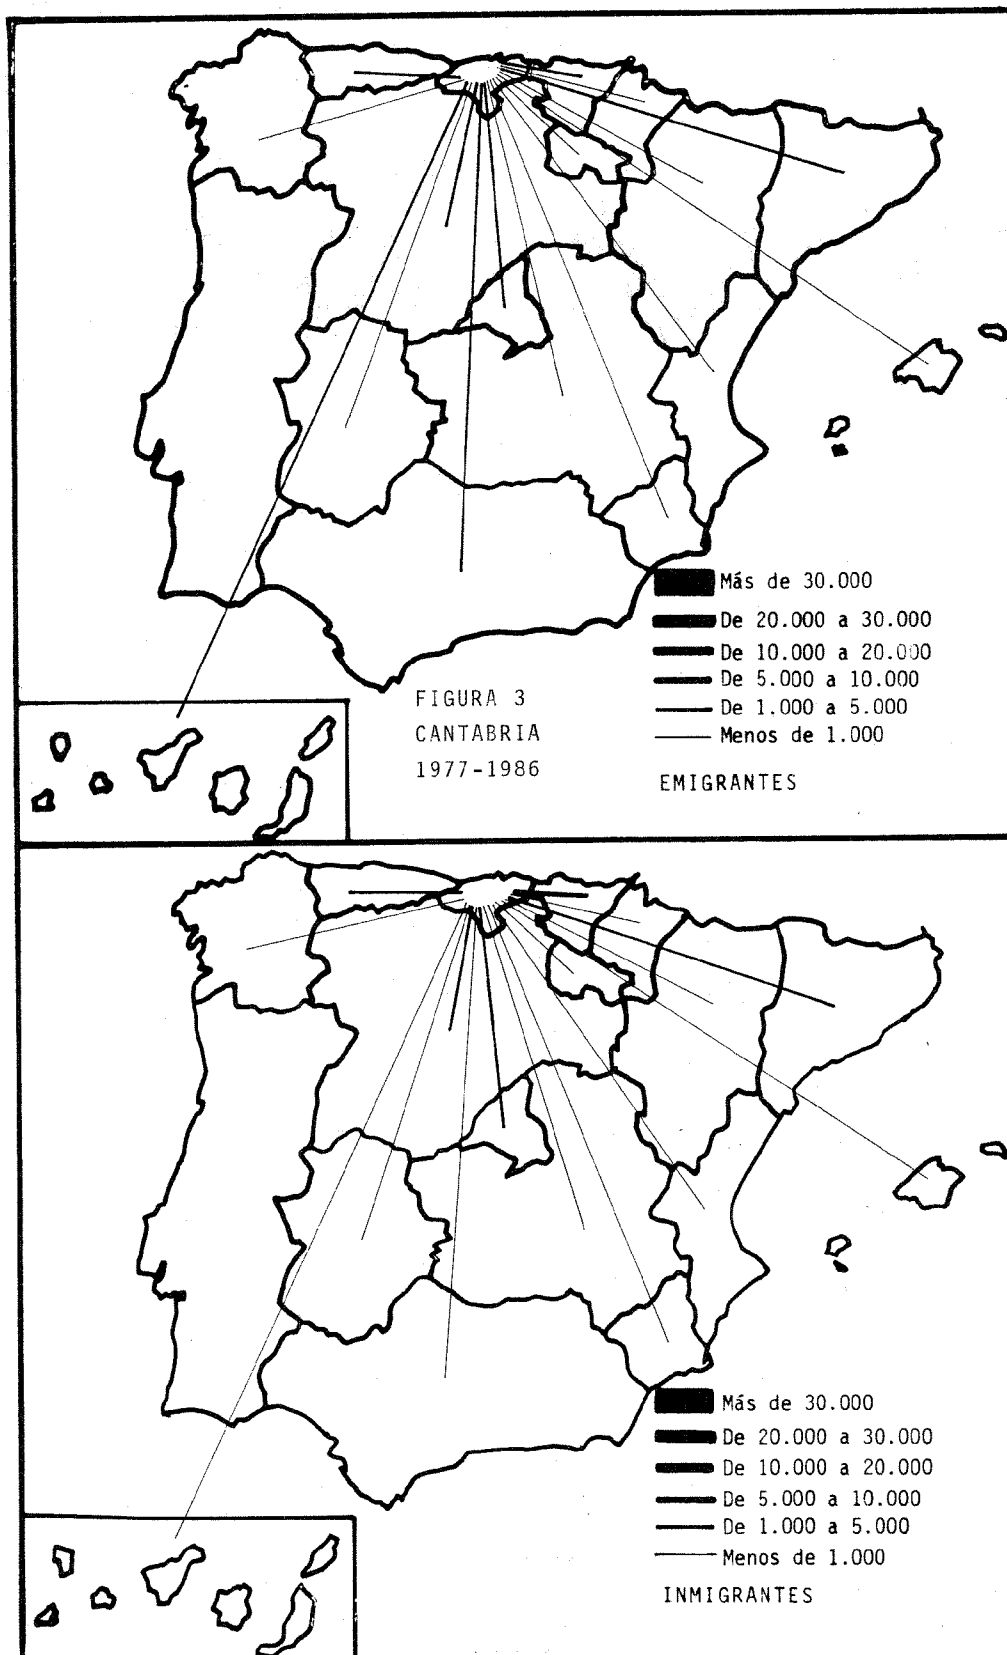 Más de 30.000
De 20.000 a 30.000
De 10.000 a 20.000
De 5.000 a 10.000
De 1.000 a 5.000
Menos de 1.000
EMIGRANTES
FIGURA 3
CANTABRIA
1977-1986
Más de 30.000
De 20.000 a 30.000
De 10.000 a 20.000
De 5.000 a 10.000
De 1.000 a 5.000
Menos de 1.000
INMIGRANTES